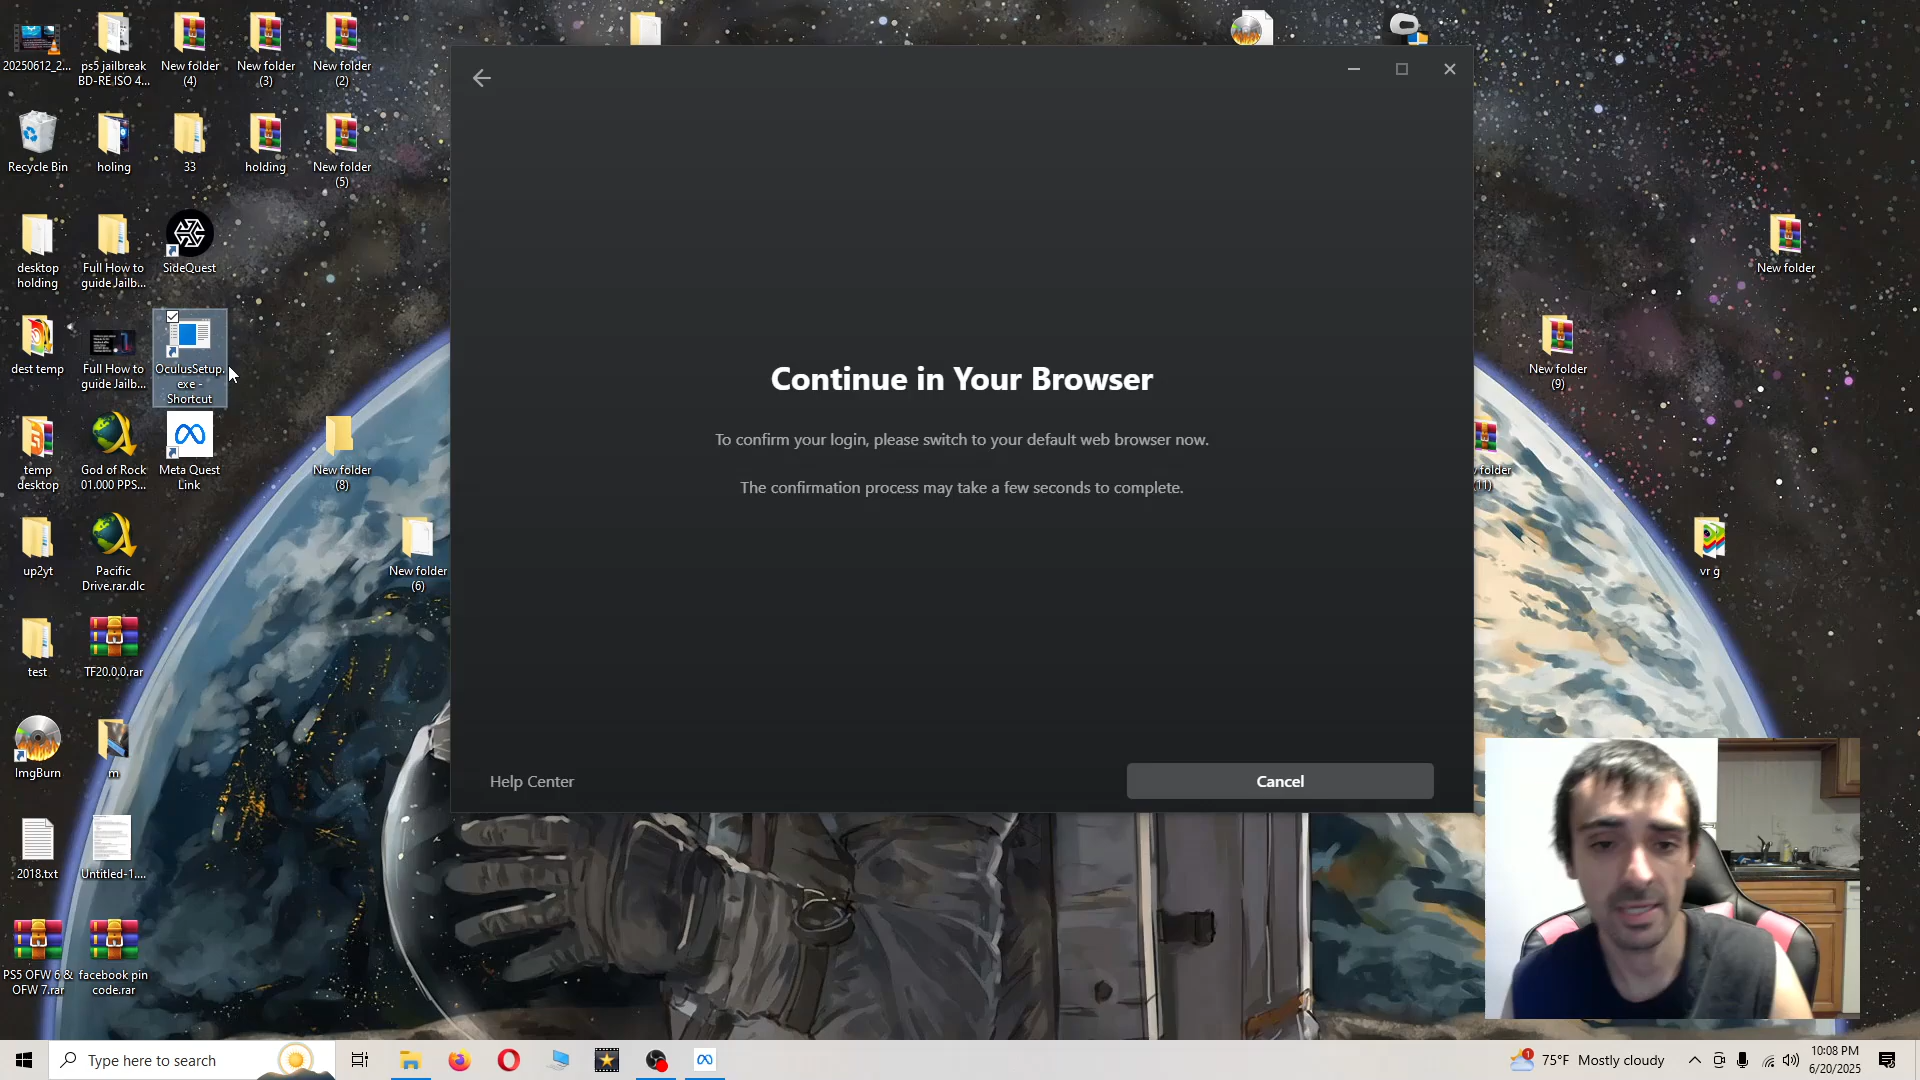 20250612_2...
ps5 jailbreak
BD-RE ISO 4...
New folder
(4)
New folder
(3)
New folder
(2)
Recycle Bin
holing
33
holding
New folder
(5)
desktop
holding
Full How to
guide Jailb...
SideQuest
dest temp
Full How to
guide Jailb...
OculusSetup.
exe -
Shortcut
temp
desktop
God of Rock
01.000 PPS...
Meta Quest
Link
New folder
(8)
up2yt
Pacific
Drive.rar.dlc
New folder
(6)
test
TF20.0.0.rar
ImgBurn
m
2018.txt
Untitled-1....
PS5 OFW 6 &
OFW 7.rar
facebook pin
code.rar
Continue in Your Browser
To confirm your login, please switch to your default web browser now.
The confirmation process may take a few seconds to complete.
Help Center
Cancel
New folder
New folder
(9)
folder
(11)
vr g
Type here to search
1
75°F Mostly cloudy
10:08 PM
6/20/2025